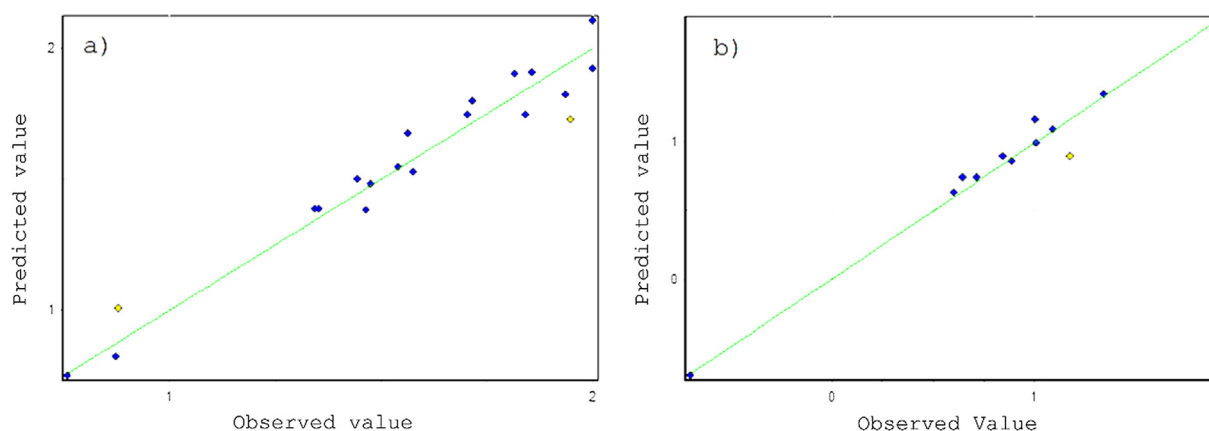 a)
Predicted value
2
1
1
2
Observed value
b)
Predicted value
1
0
0
1
Observed Value